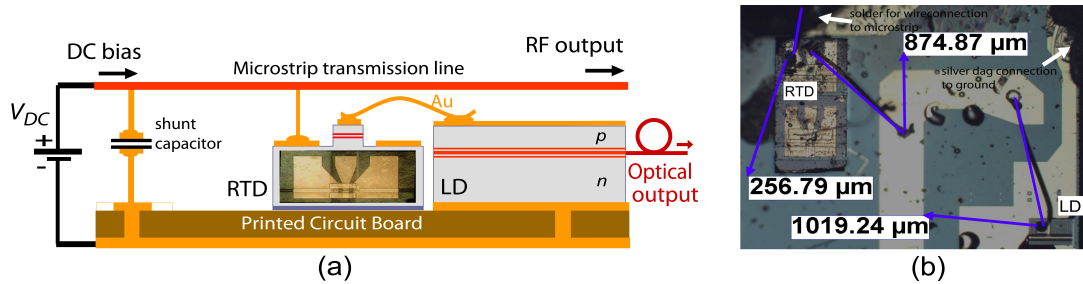 DC bias
RF output
Microstrip transmission line
Au
V_DC
+
-
shunt
capacitor
p
n
RTD
LD
Optical
output
Printed Circuit Board
(a)
solder for wireconnection
to microstrip
874.87 µm
silver dag connection
to ground
RTD
256.79 µm
1019.24 µm
LD
(b)